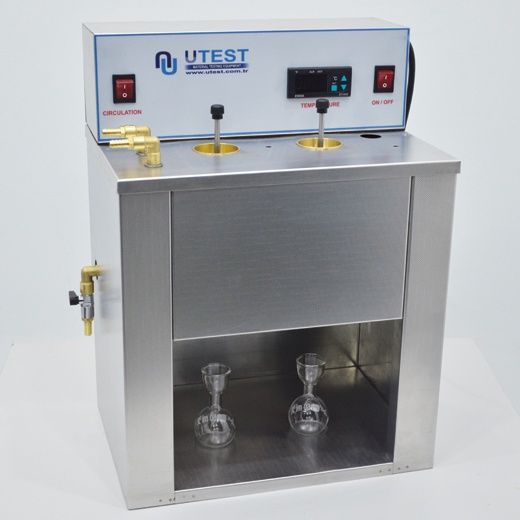 UTEST
MATERIAL TESTING EQUIPMENT
www.utest.com.tr
CIRCULATION
TEMPERATURE
ON / OFF